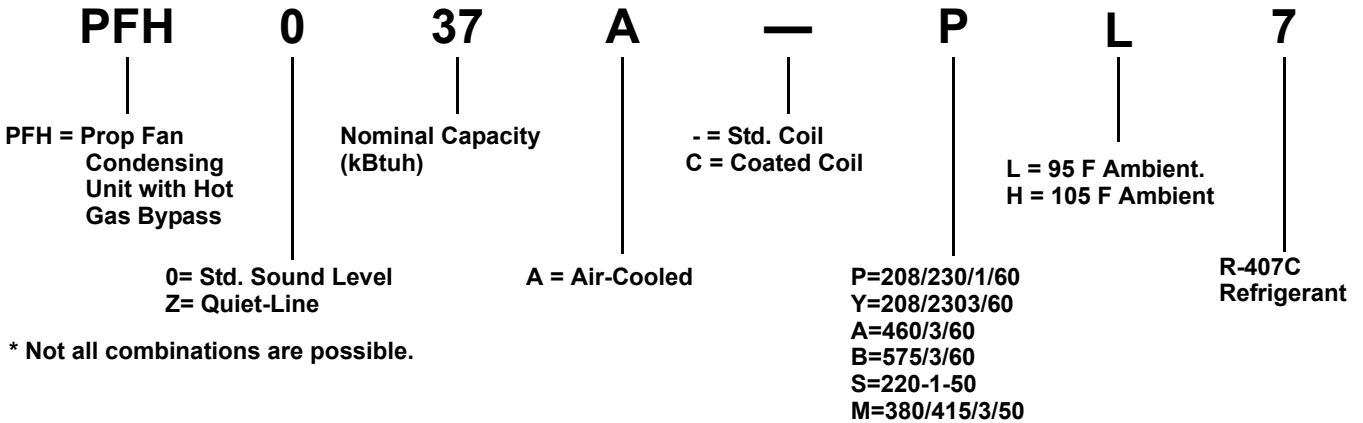 PFH 0 37 A — P L 7
PFH = Prop Fan
Condensing
Unit with Hot
Gas Bypass
Nominal Capacity
(kBtuh)
- = Std. Coil
C = Coated Coil
L = 95 F Ambient.
H = 105 F Ambient
0= Std. Sound Level
Z= Quiet-Line
A = Air-Cooled
P=208/230/1/60
Y=208/2303/60
A=460/3/60
B=575/3/60
S=220-1-50
M=380/415/3/50
R-407C
Refrigerant
* Not all combinations are possible.